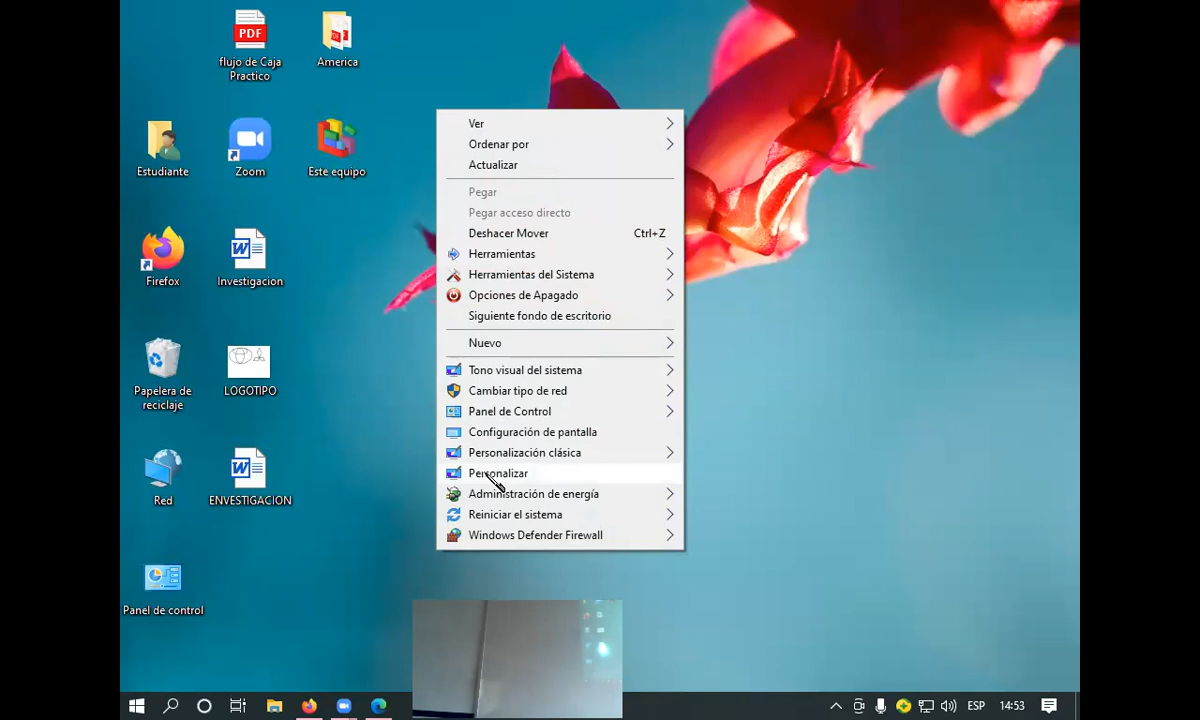 PDF
flujo de Caja
Practico
America
Estudiante
Zoom
Este equipo
Firefox
Investigacion
Papelera de
reciclaje
LOGOTIPO
Red
ENVESTIGACION
Panel de control
Ver
Ordenar por
Actualizar
Pegar
Pegar acceso directo
Deshacer Mover Ctrl+Z
Herramientas
Herramientas del Sistema
Opciones de Apagado
Siguiente fondo de escritorio
Nuevo
Tono visual del sistema
Cambiar tipo de red
Panel de Control
Configuración de pantalla
Personalización clásica
Personalizar
Administración de energía
Reiniciar el sistema
Windows Defender Firewall
ESP 14:53